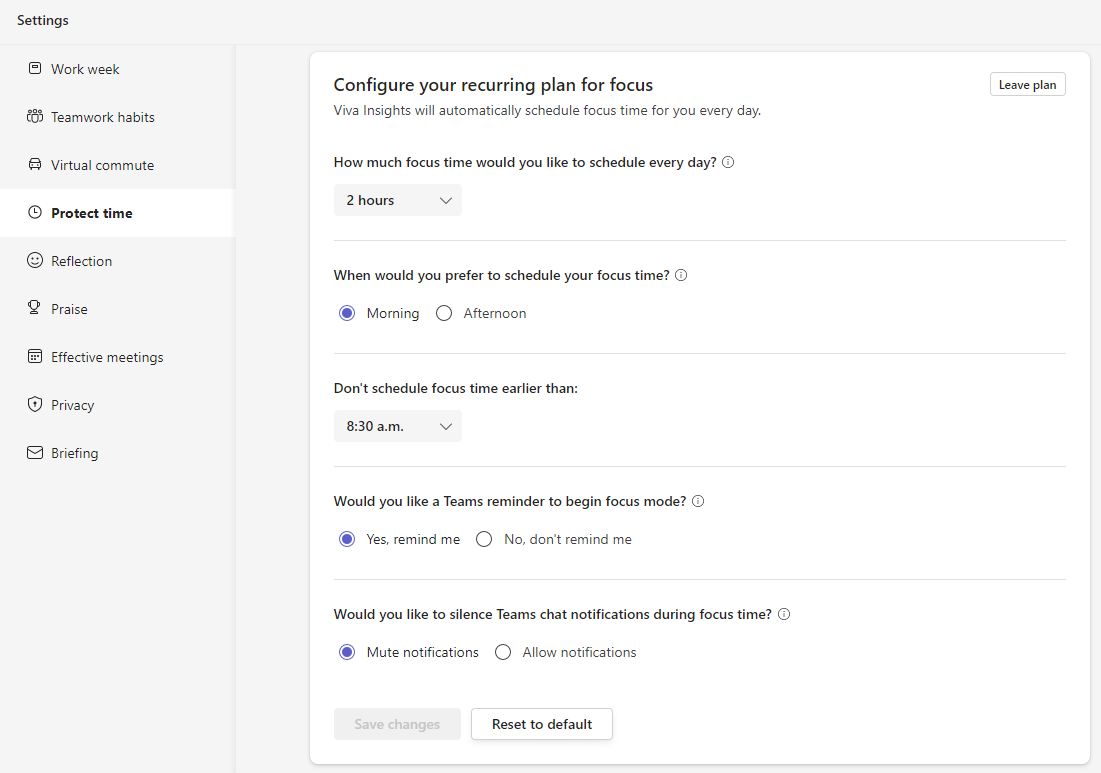 Settings
Work week
Teamwork habits
Virtual commute
Protect time
Reflection
Praise
Effective meetings
Privacy
Briefing
Configure your recurring plan for focus
Leave plan
Viva Insights will automatically schedule focus time for you every day.
How much focus time would you like to schedule every day?
2 hours
When would you prefer to schedule your focus time?
Morning Afternoon
Don't schedule focus time earlier than:
8:30 a.m.
Would you like a Teams reminder to begin focus mode?
Yes, remind me No, don't remind me
Would you like to silence Teams chat notifications during focus time?
Mute notifications Allow notifications
Save changes Reset to default